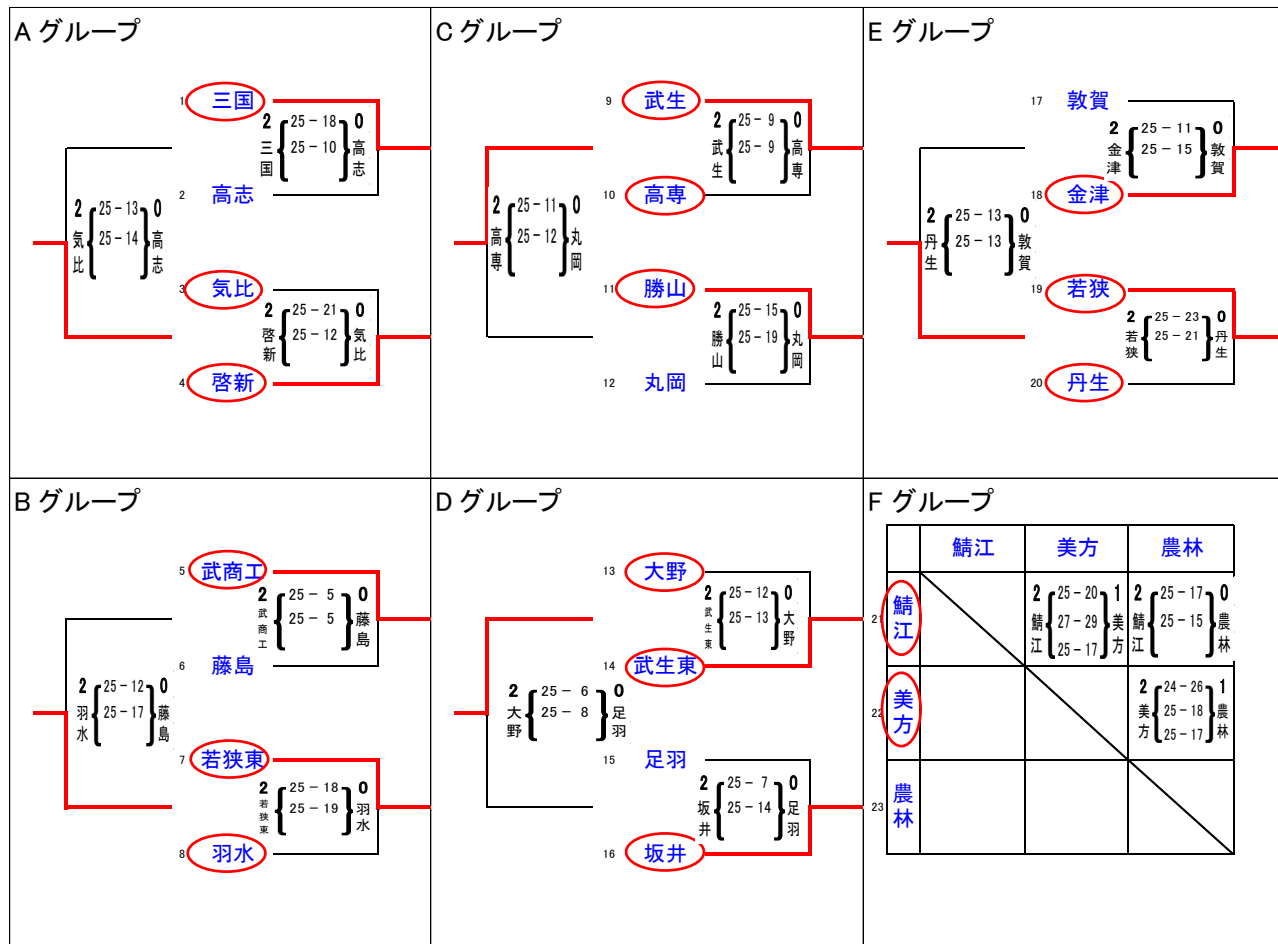 A グループ
1 三国
2 25－18 0
三国 25－10 高志
2 高志
2 25－13 0
気比 25－14 高志
3 気比
2 25－21 0
啓新 25－12 気比
4 啓新
B グループ
5 武商工
2 25－ 5 0
武商工 25－ 5 藤島
6 藤島
2 25－12 0
羽水 25－17 藤島
7 若狭東
2 25－18 0
若狭東 25－19 羽水
8 羽水
C グループ
9 武生
2 25－ 9 0
武生 25－ 9 高専
10 高専
2 25－11 0
高専 25－12 丸岡
11 勝山
2 25－15 0
勝山 25－19 丸岡
12 丸岡
D グループ
13 大野
2 25－12 0
武生東 25－13 大野
14 武生東
2 25－ 6 0
大野 25－ 8 足羽
15 足羽
2 25－ 7 0
坂井 25－14 足羽
16 坂井
E グループ
17 敦賀
2 25－11 0
金津 25－15 敦賀
18 金津
2 25－13 0
丹生 25－13 敦賀
19 若狭
2 25－23 0
若狭 25－21 丹生
20 丹生
F グループ
鯖江 美方 農林
21 鯖江
2 25－20 1
鯖江 27－29 美方
25－17
2 25－17 0
鯖江 25－15 農林
22 美方
2 24－26 1
美方 25－18 農林
25－17
23 農林